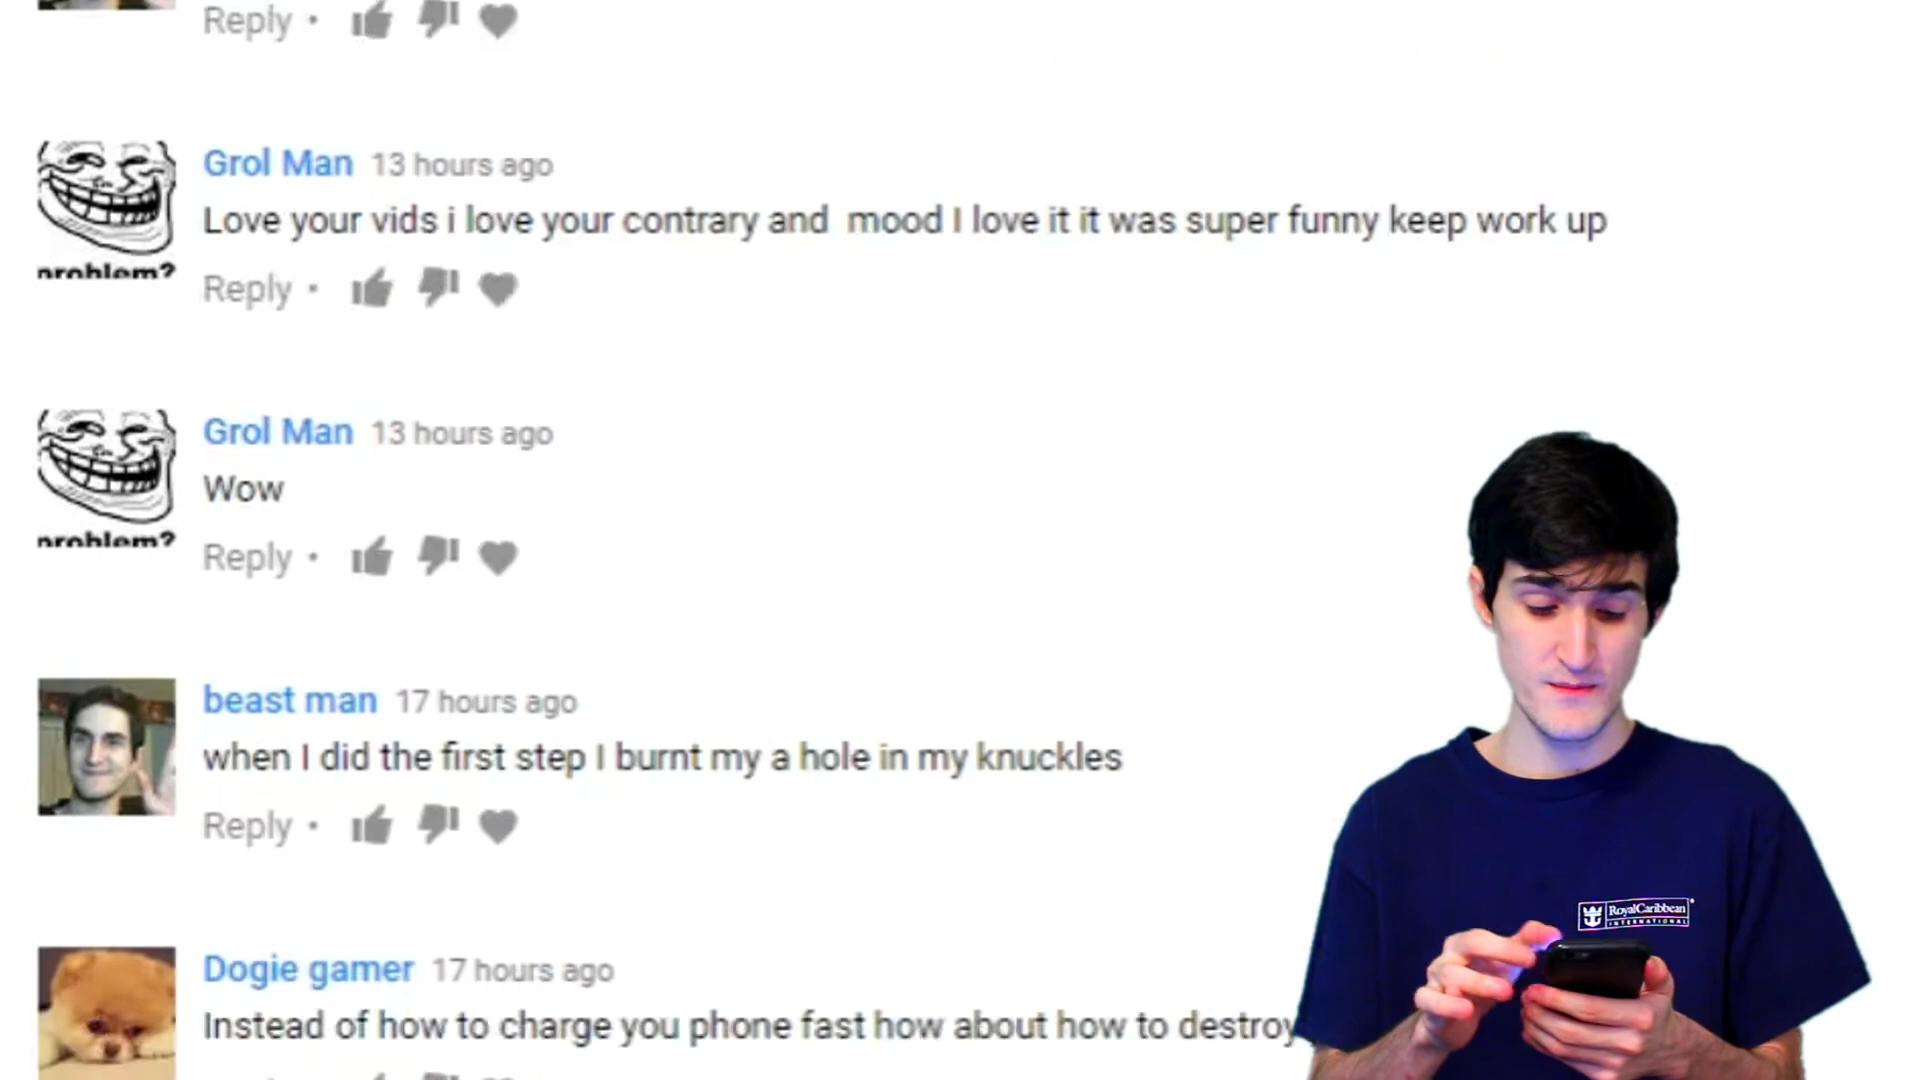 Reply •
Grol Man 13 hours ago
Love your vids i love your contrary and mood I love it it was super funny keep work up
problem?
Reply •
Grol Man 13 hours ago
Wow
problem?
Reply •
beast man 17 hours ago
when I did the first step I burnt my a hole in my knuckles
Reply •
Dogie gamer 17 hours ago
Instead of how to charge you phone fast how about how to destroy
RoyalCaribbean
INTERNATIONAL